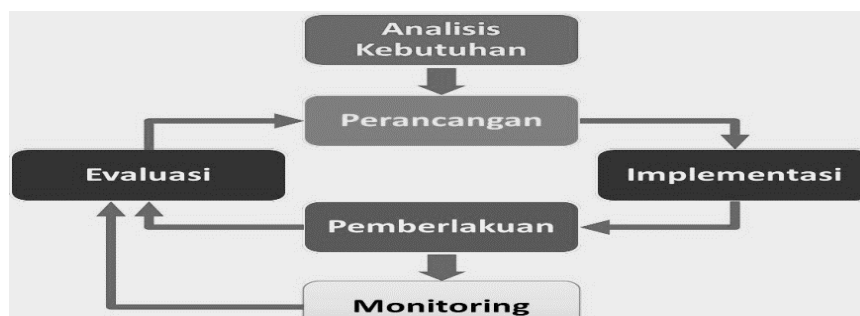 Analisis
Kebutuhan
Perancangan
Evaluasi
Implementasi
Pemberlakuan
Monitoring